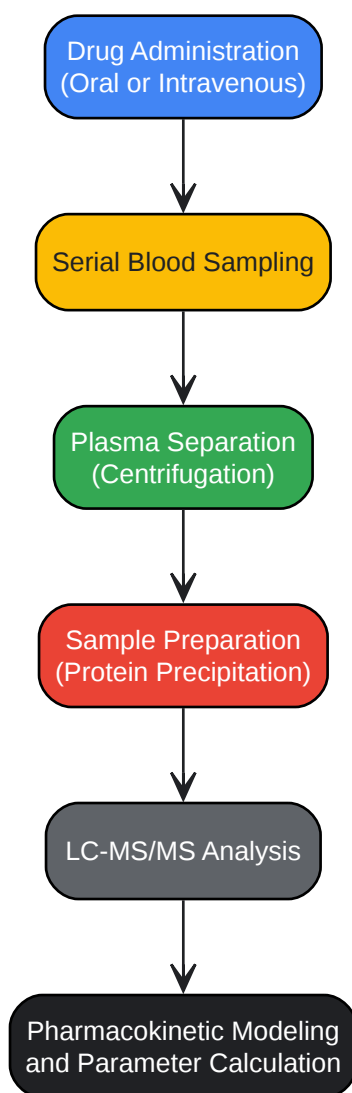 Drug Administration
(Oral or Intravenous)
Serial Blood Sampling
Plasma Separation
(Centrifugation)
Sample Preparation
(Protein Precipitation)
LC-MS/MS Analysis
Pharmacokinetic Modeling
and Parameter Calculation